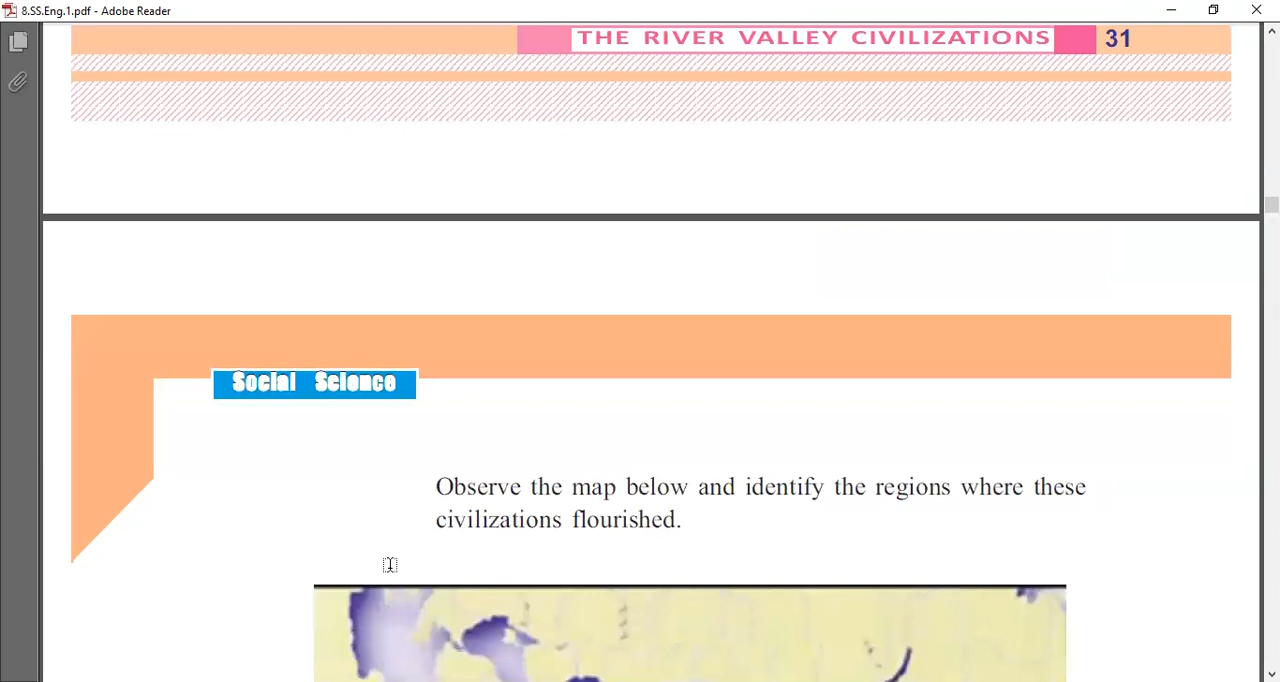 8.SS.Eng.1.pdf - Adobe Reader
THE RIVER VALLEY CIVILIZATIONS 31
Social Science
Observe the map below and identify the regions where these
civilizations flourished.